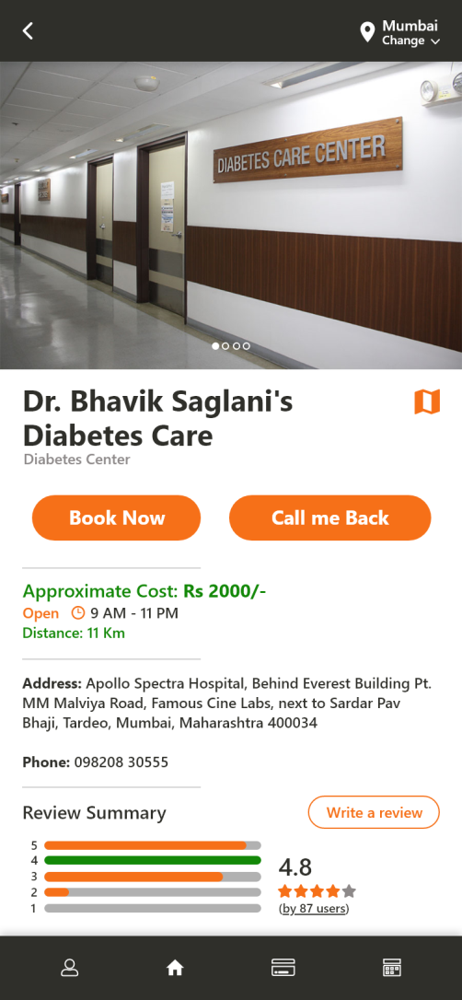 Mumbai
Change
DIABETES CARE CENTER
Dr. Bhavik Saglani's
Diabetes Care
Diabetes Center
Book Now
Call me Back
Approximate Cost: Rs 2000/-
Open 9 AM - 11 PM
Distance: 11 Km
Address: Apollo Spectra Hospital, Behind Everest Building Pt.
MM Malviya Road, Famous Cine Labs, next to Sardar Pav
Bhaji, Tardeo, Mumbai, Maharashtra 400034
Phone: 098208 30555
Review Summary
Write a review
5
4
3
2
1
4.8
(by 87 users)